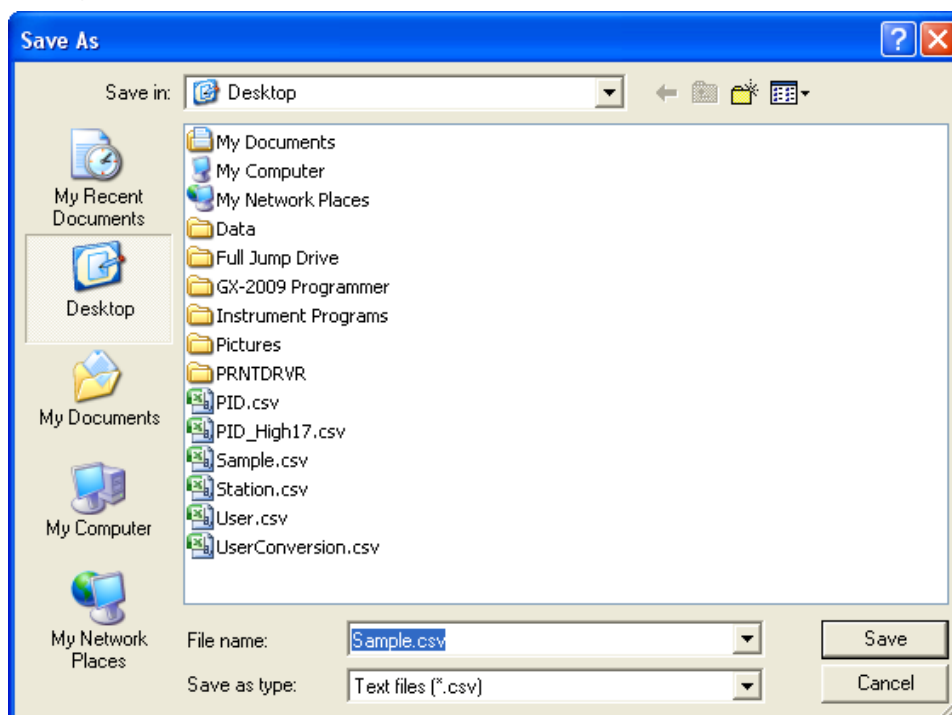 Save As
Save in:
Desktop
My Recent
Documents
Desktop
My Documents
My Computer
My Network
Places
My Documents
My Computer
My Network Places
Data
Full Jump Drive
GX-2009 Programmer
Instrument Programs
Pictures
PRNTDRVR
PID.csv
PID_High17.csv
Sample.csv
Station.csv
User.csv
UserConversion.csv
File name:
Sample.csv
Save
Save as type:
Text files (*.csv)
Cancel